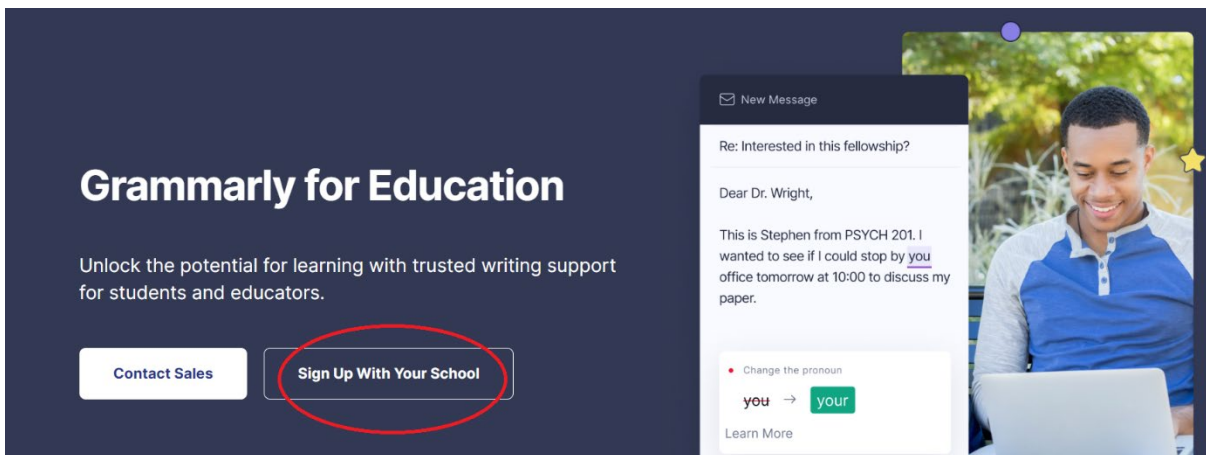 Grammarly for Education
Unlock the potential for learning with trusted writing support
for students and educators.
Contact Sales
Sign Up With Your School
New Message
Re: Interested in this fellowship?
Dear Dr. Wright,
This is Stephen from PSYCH 201. I
wanted to see if I could stop by you
office tomorrow at 10:00 to discuss my
paper.
Change the pronoun
you → your
Learn More